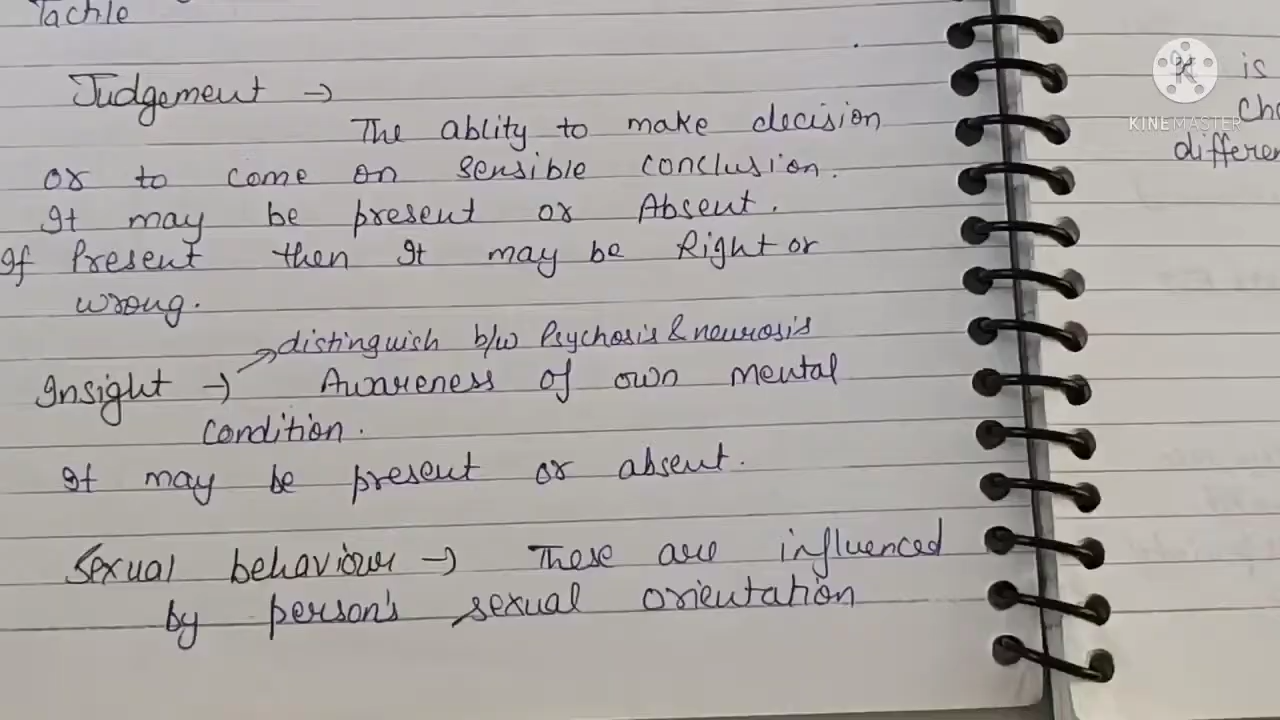 Tachle
Judgement →
The ablity to make decision
or to come on sensible conclusion.
It may be present or Absent.
If Present then It may be Right or
wrong.
distinguish b/w Psychosis & neurosis
Insight → Awareness of own mental
Condition.
It may be present or absent.
Sexual behaviour → These are influenced
by person's sexual orientation
is
Cha
differen
KINEMASTER